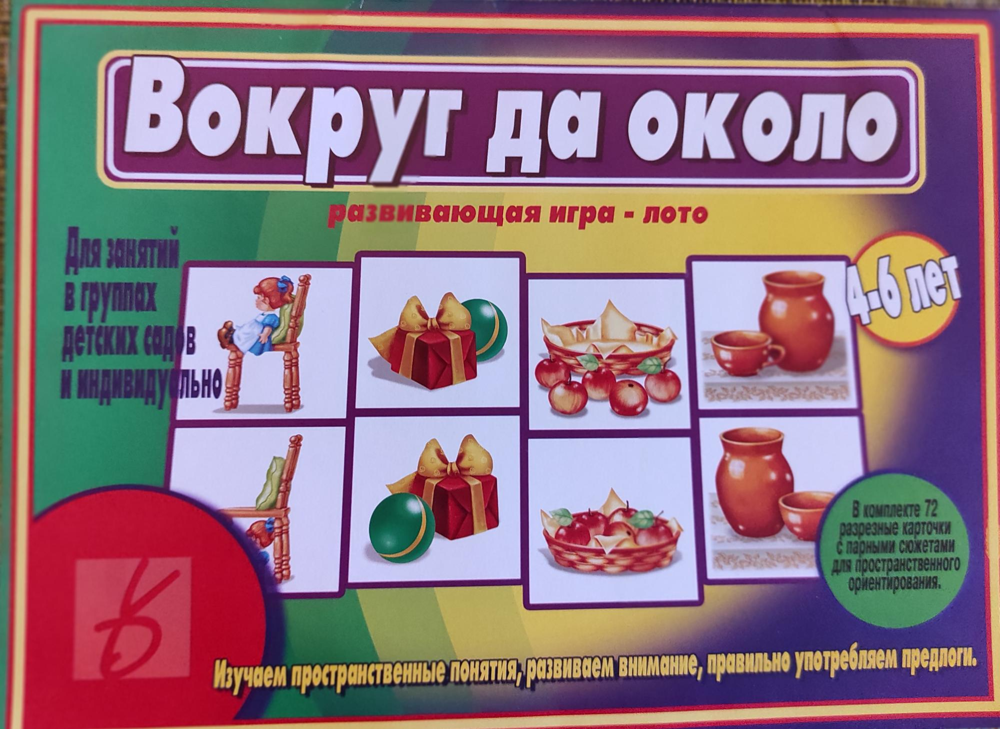 Вокруг да около
развивающая игра - лото
Для занятий
в группах
детских садов
и индивидуально
4-6 лет
В комплекте 72
разрезные карточки
с парными сюжетами
для пространственного
ориентирования.
Изучаем пространственные понятия, развиваем внимание, правильно употребляем предлоги.